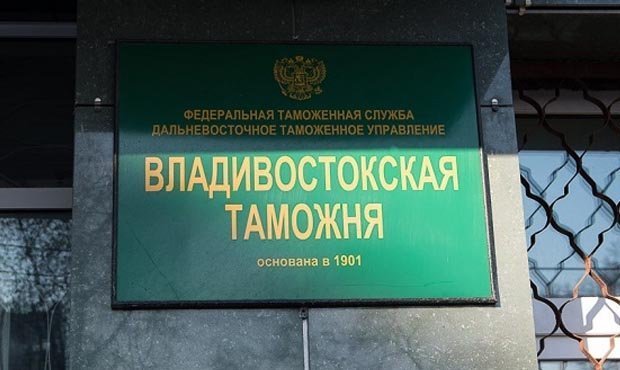 ФЕДЕРАЛЬНАЯ ТАМОЖЕННАЯ СЛУЖБА
ДАЛЬНЕВОСТОЧНОЕ ТАМОЖЕННОЕ УПРАВЛЕНИЕ
ВЛАДИВОСТОКСКАЯ
ТАМОЖНЯ
основана в 1901